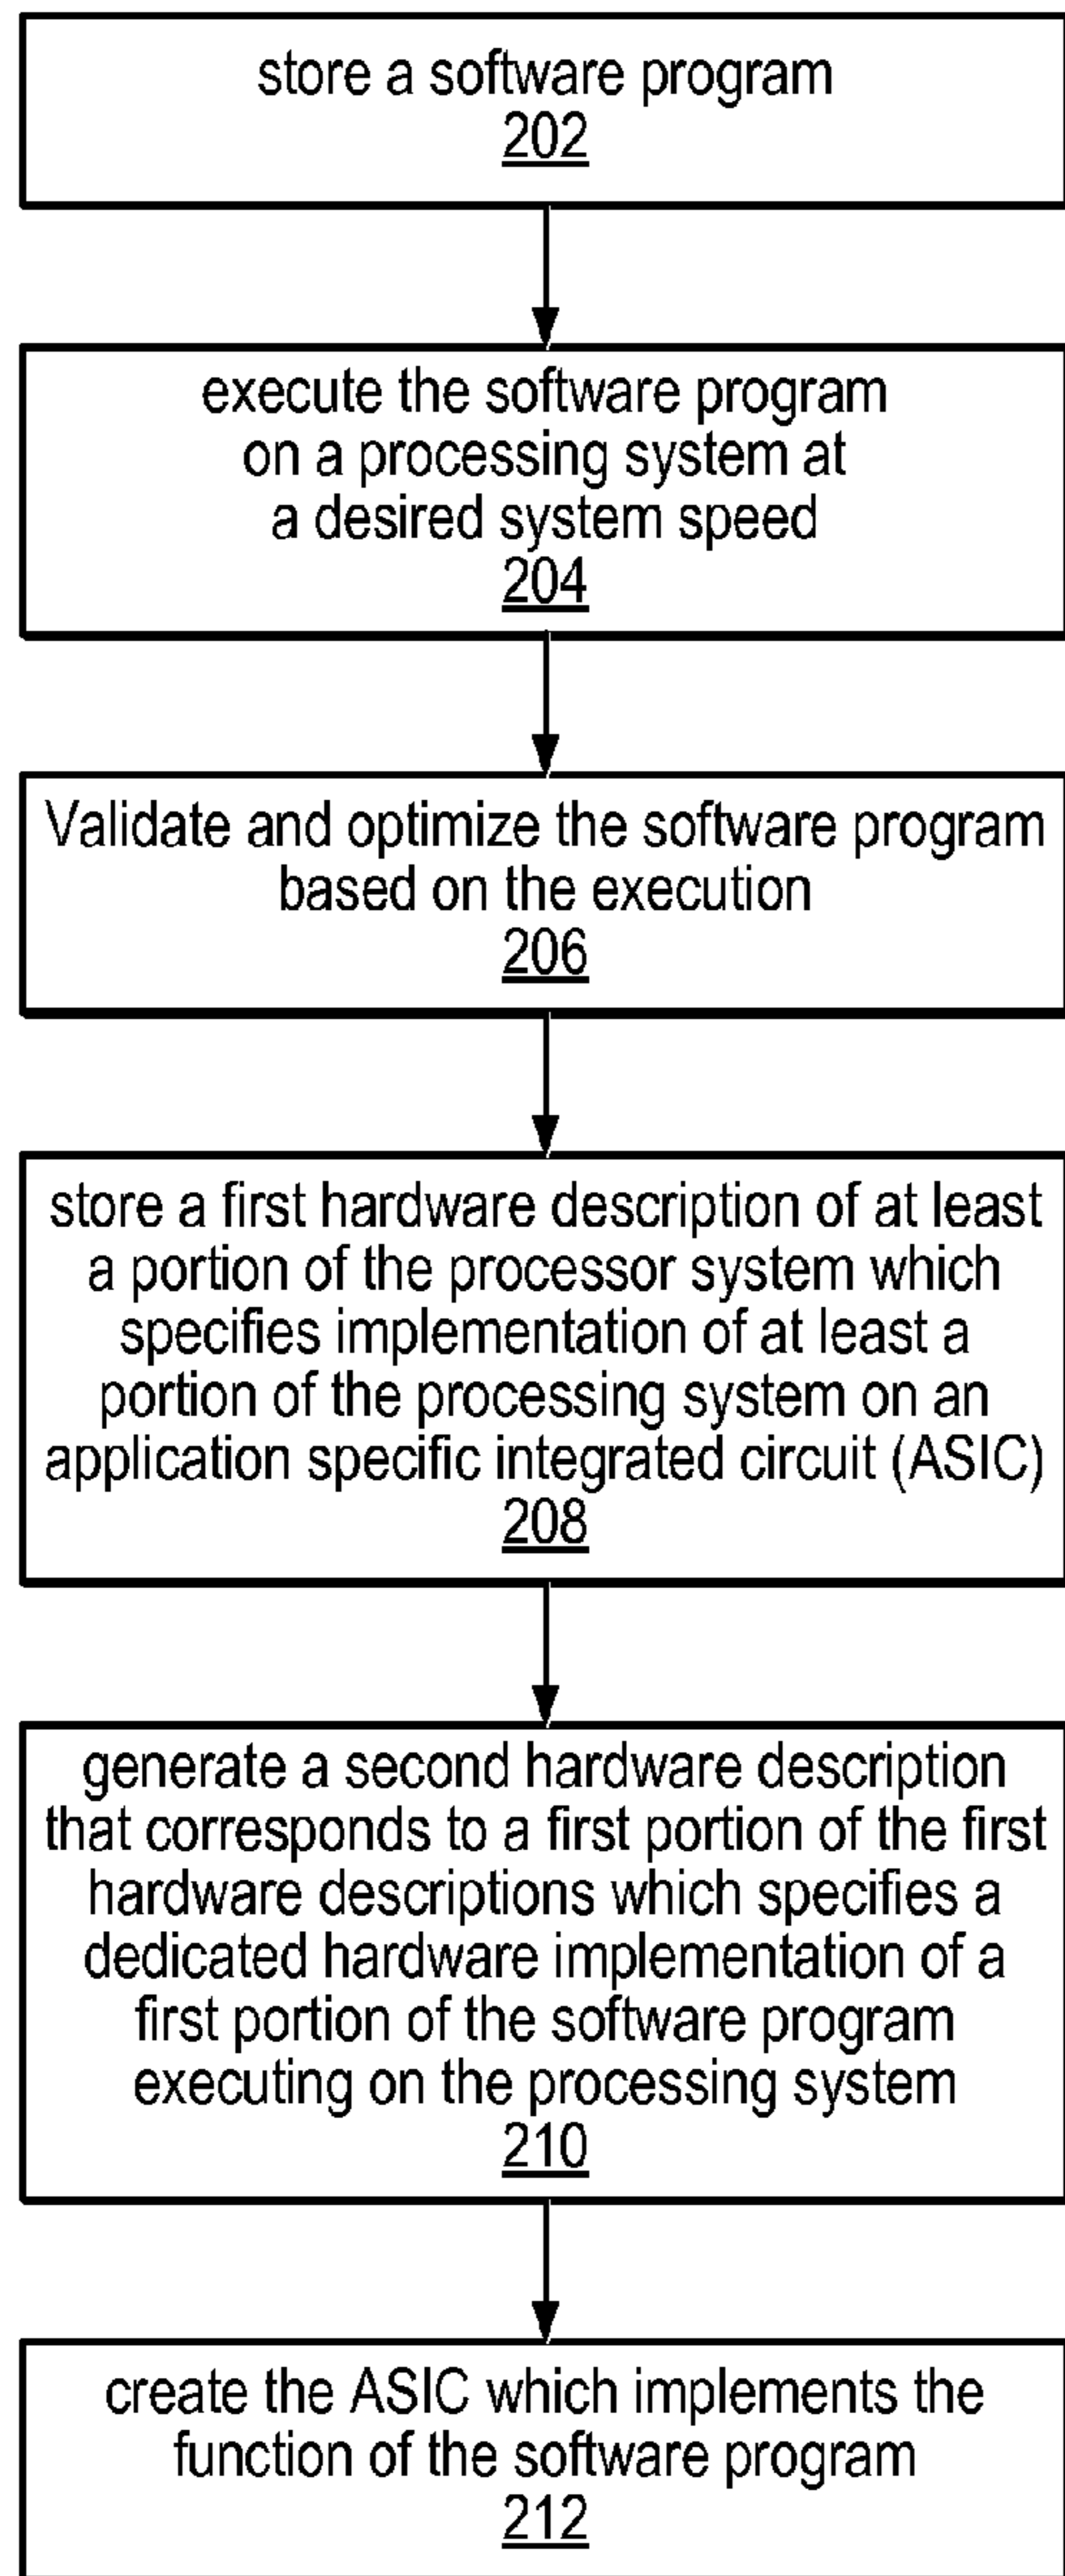 store a software program
202
execute the software program
on a processing system at
a desired system speed
204
Validate and optimize the software program
based on the execution
206
store a first hardware description of at least
a portion of the processor system which
specifies implementation of at least a
portion of the processing system on an
application specific integrated circuit (ASIC)
208
generate a second hardware description
that corresponds to a first portion of the first
hardware descriptions which specifies a
dedicated hardware implementation of a
first portion of the software program
executing on the processing system
210
create the ASIC which implements the
function of the software program
212